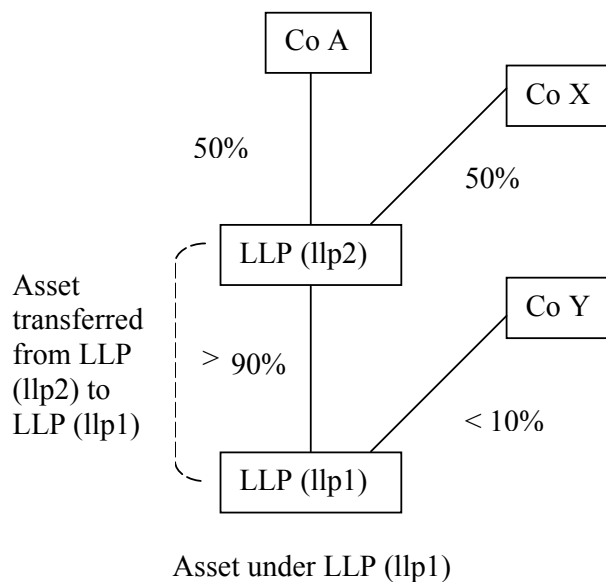 Co A
Co X
50%
50%
LLP (llp2)
Asset
transferred
from LLP
(llp2) to
LLP (llp1)
>
90%
Co Y
< 10%
LLP (llp1)
Asset under LLP (llp1)